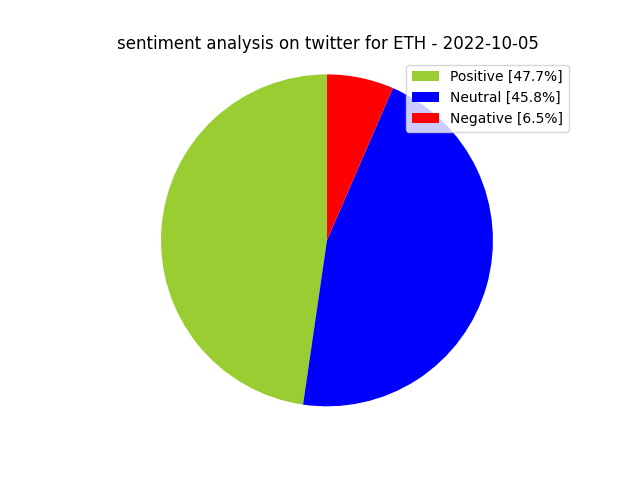 sentiment analysis on twitter for ETH - 2022-10-05
Positive [47.7%]
Neutral [45.8%]
Negative [6.5%]